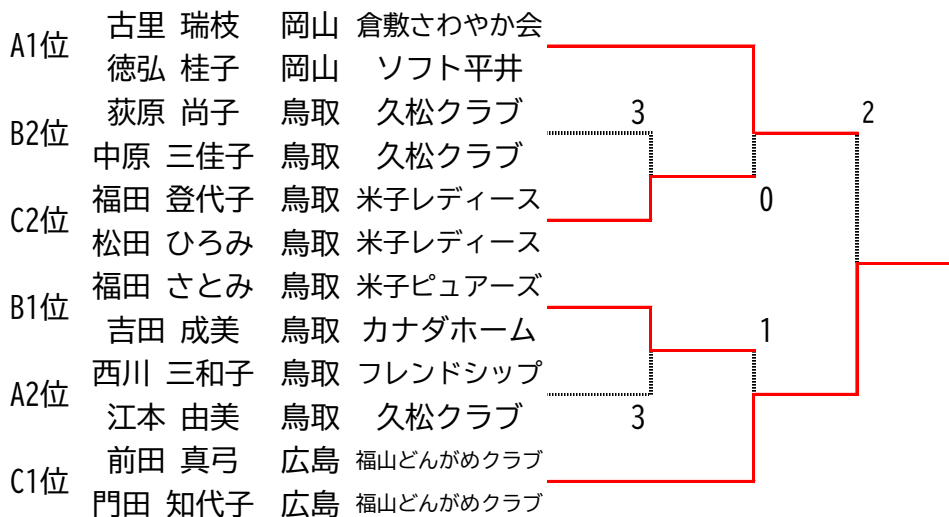 A1位 古里 瑞枝 岡山 倉敷さわやか会
徳弘 桂子 岡山 ソフト平井
B2位 荻原 尚子 鳥取 久松クラブ 3 2
中原 三佳子 鳥取 久松クラブ
C2位 福田 登代子 鳥取 米子レディース 0
松田 ひろみ 鳥取 米子レディース
B1位 福田 さとみ 鳥取 米子ピュアーズ
吉田 成美 鳥取 カナダホーム 1
A2位 西川 三和子 鳥取 フレンドシップ
江本 由美 鳥取 久松クラブ 3
C1位 前田 真弓 広島 福山どんがめクラブ
門田 知代子 広島 福山どんがめクラブ